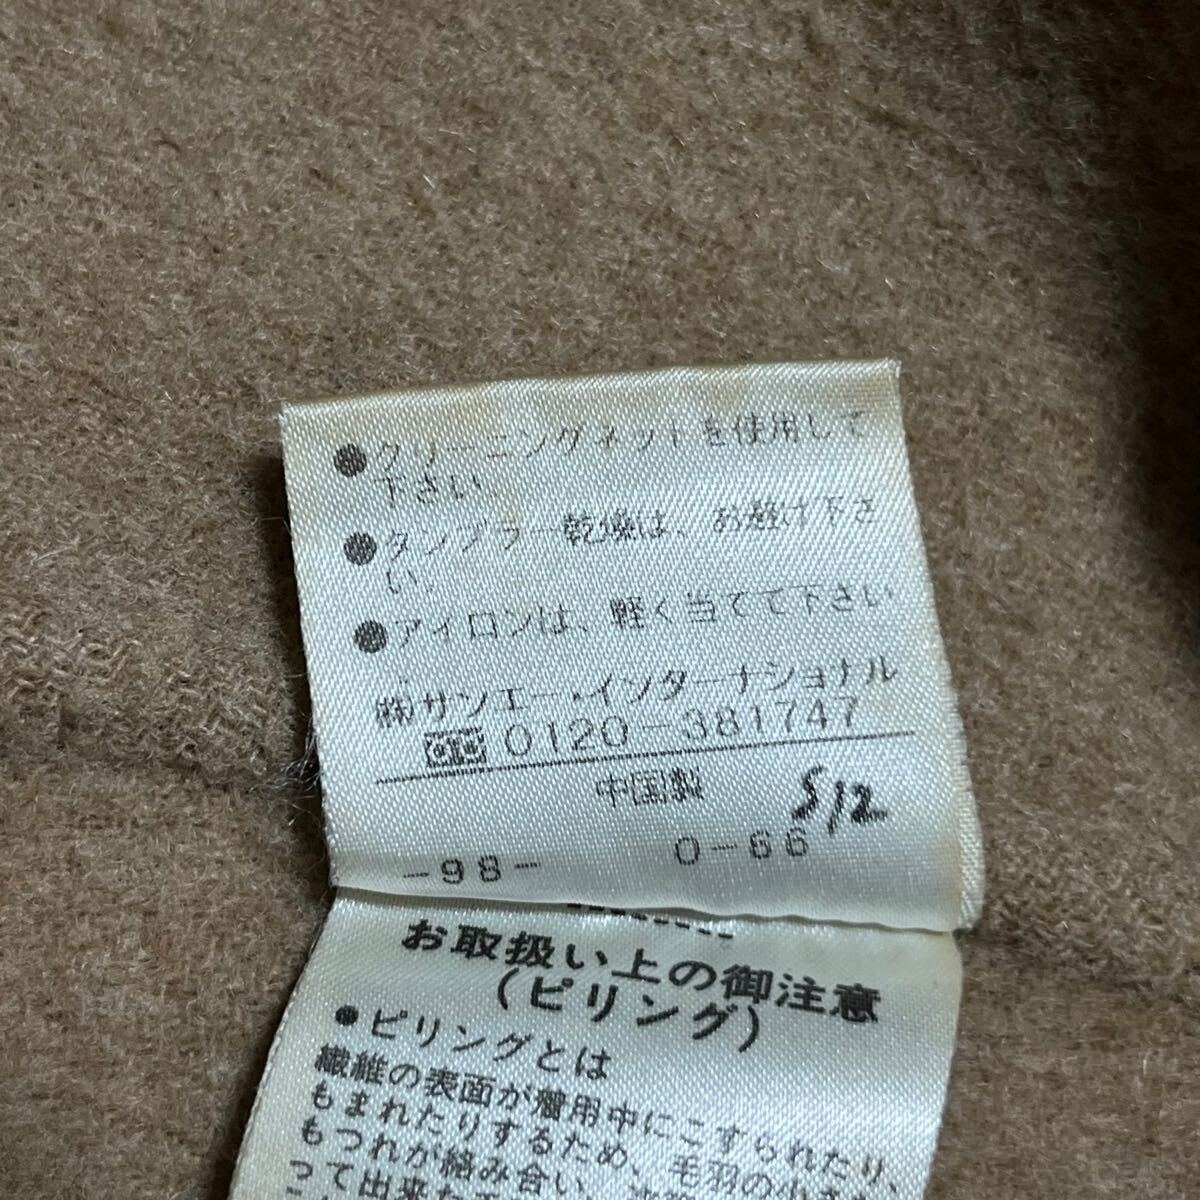 ●クリーニングネットを使用して
下さい。
●タンブラー乾燥は、お避け下さ
い。
●アイロンは、軽く当てて下さい
㈱サンエー・インターナショナル
0120-381747
中国製 S12
-98- 0-66
お取扱い上の御注意
(ピリング)
●ピリングとは
繊維の表面が着用中にこすられたり、
もまれたりするため、毛羽の小さな
もつれが絡み合い、
って出来た